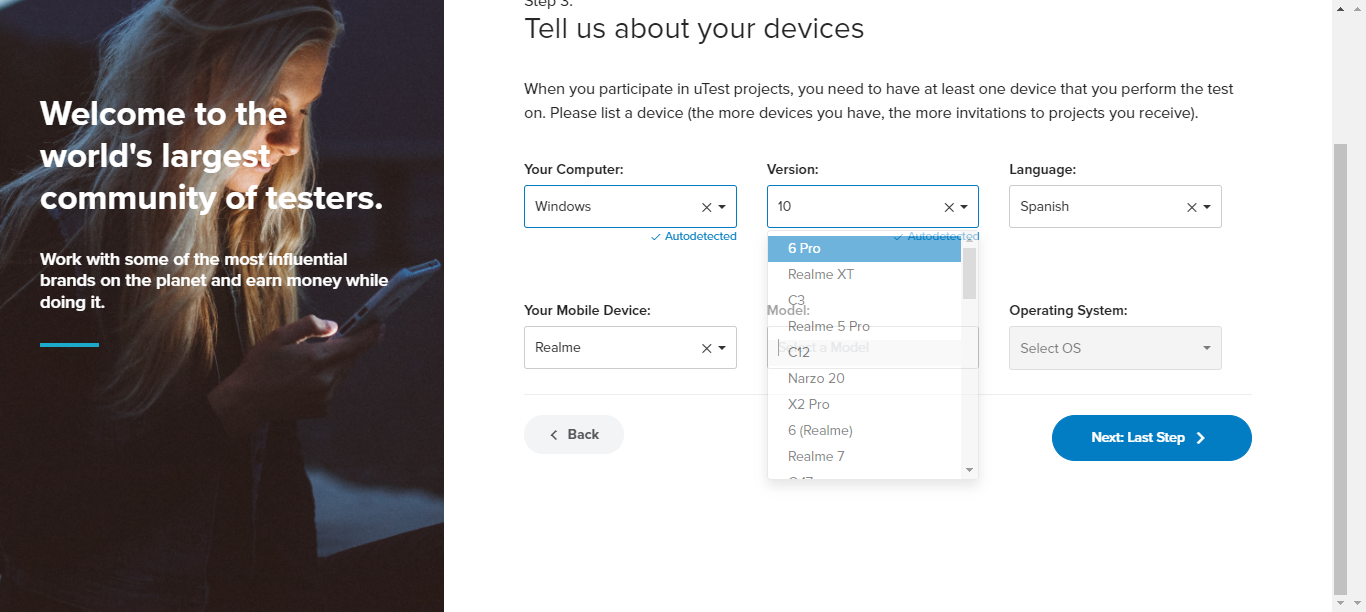 Welcome to the
world's largest
community of testers.
Work with some of the most influential
brands on the planet and earn money while
doing it.
Step 3:
Tell us about your devices
When you participate in uTest projects, you need to have at least one device that you perform the test
on. Please list a device (the more devices you have, the more invitations to projects you receive).
Your Computer:
Windows
Autodetected
Version:
10
Autodetected
Language:
Spanish
Your Mobile Device:
Realme
Model:
Select a Model
6 Pro
Realme XT
C3
Realme 5 Pro
C12
Narzo 20
X2 Pro
6 (Realme)
Realme 7
Operating System:
Select OS
Back
Next: Last Step